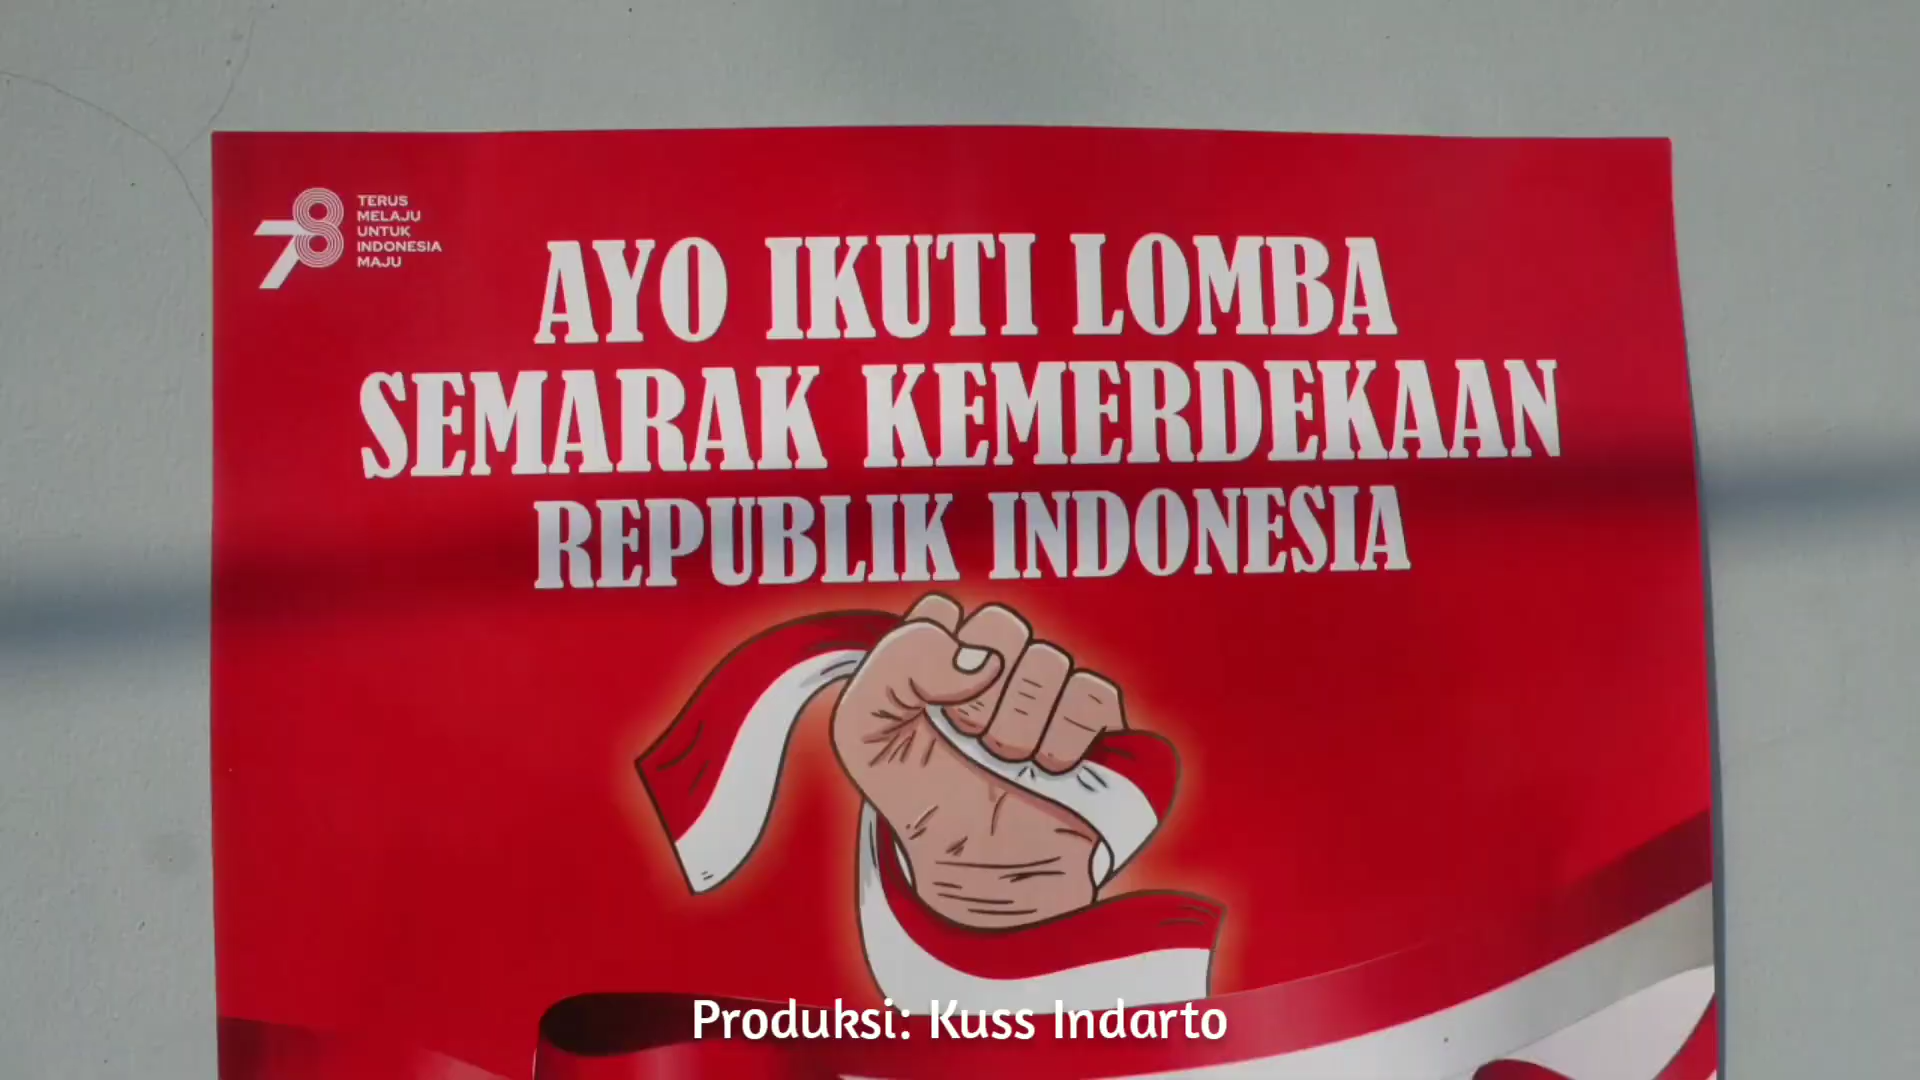 78
TERUS
MELAJU
UNTUK
INDONESIA
MAJU
AYO IKUTI LOMBA
SEMARAK KEMERDEKAAN
REPUBLIK INDONESIA
Produksi: Kuss Indarto